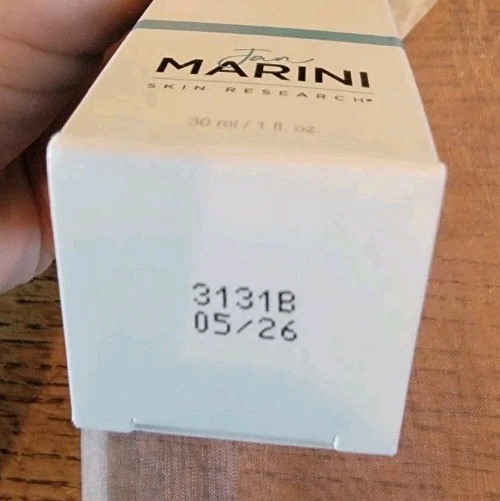 Jan
MARINI
SKIN RESEARCH®
30 ml / 1 fl. oz.
3131B
05/26